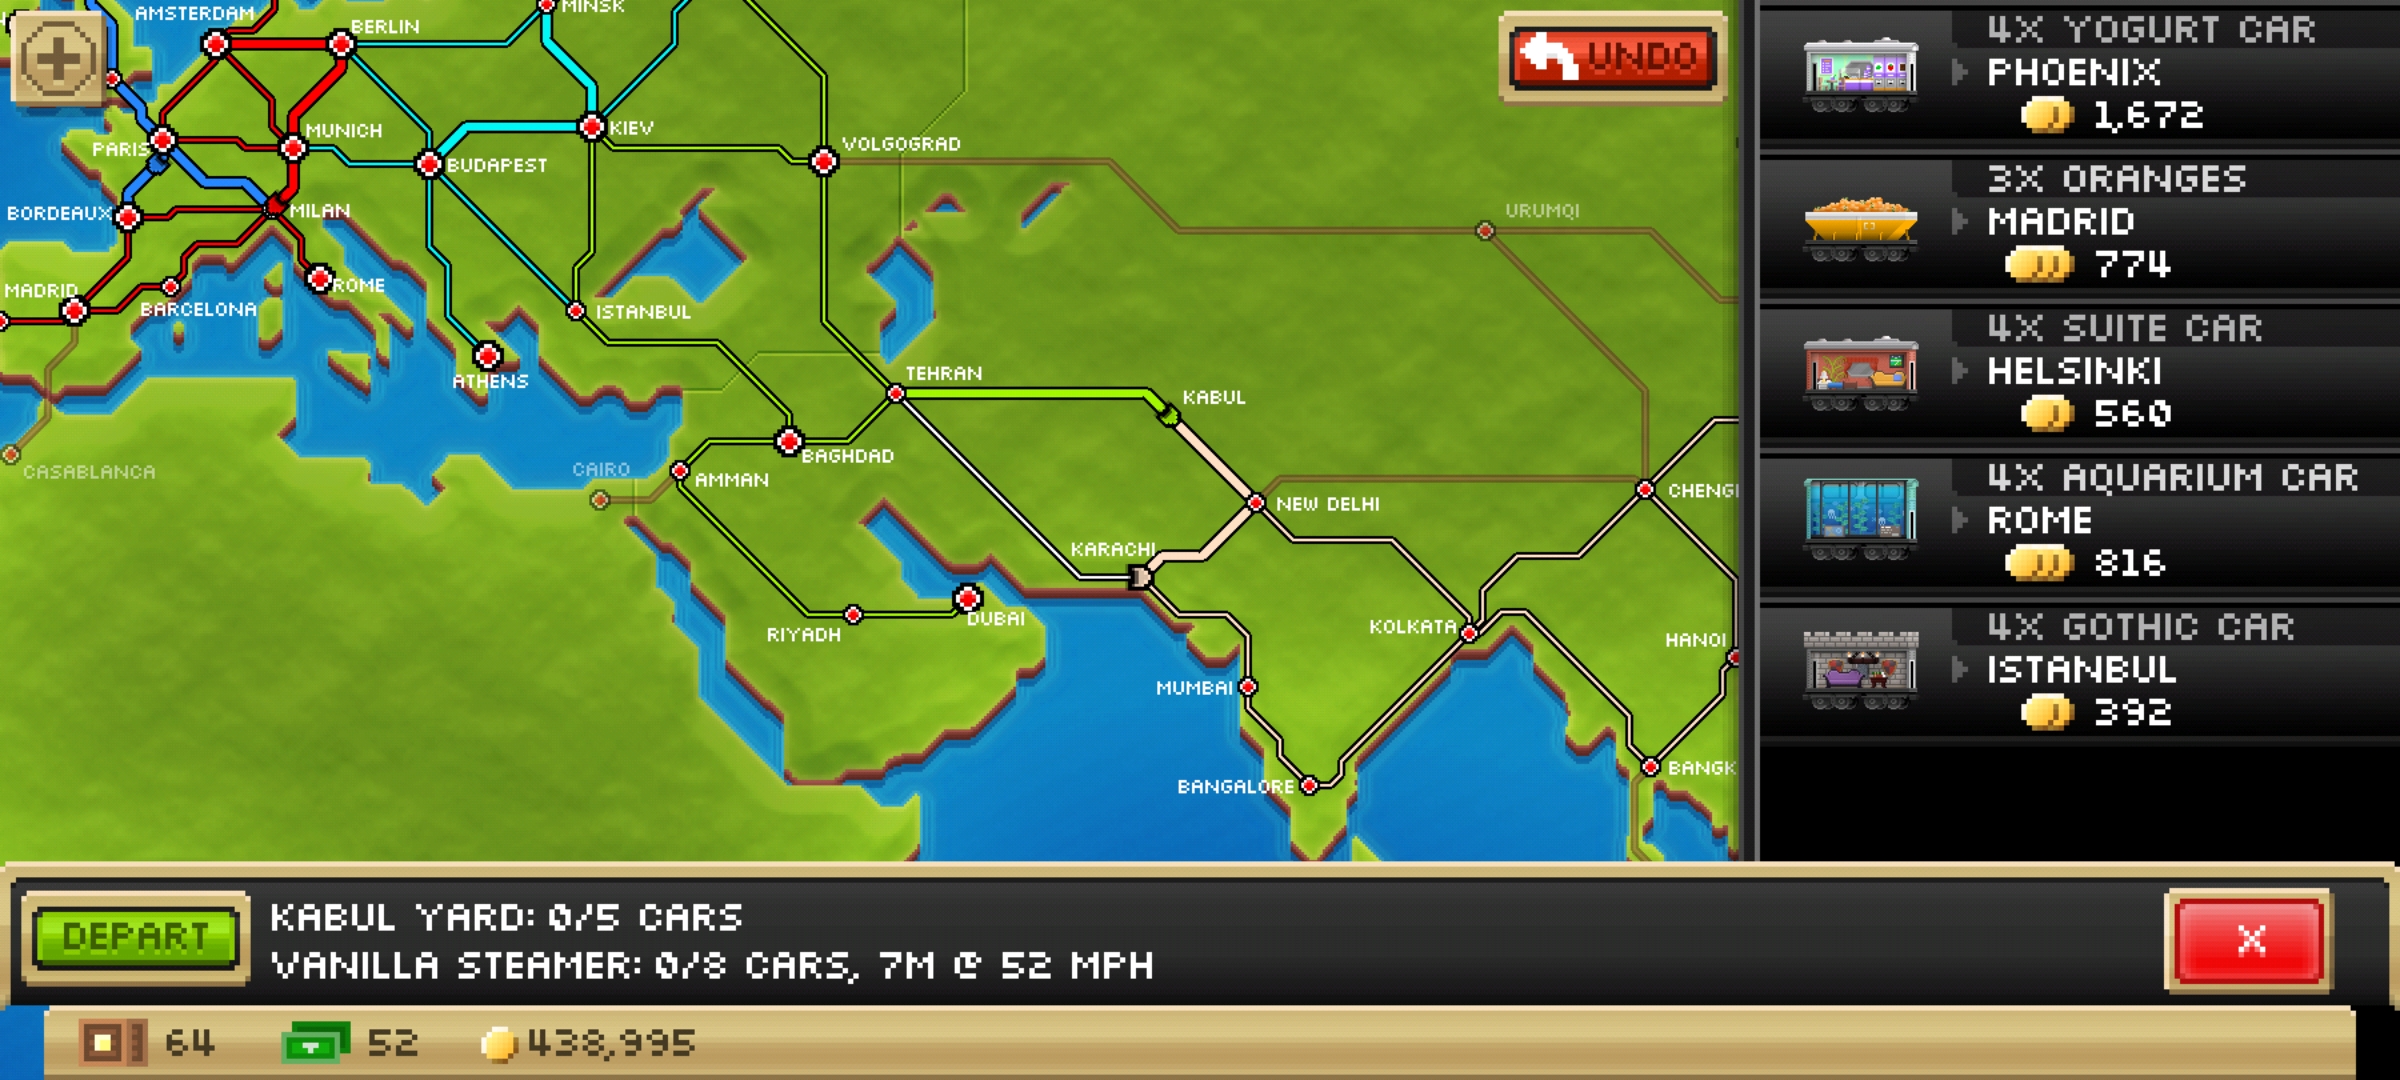 AMSTERDAM
BERLIN
MINSK
UNDO
MUNICH
KIEV
PARIS
BUDAPEST
VOLGOGRAD
BORDEAUX
MILAN
URUMQI
MADRID
ROME
BARCELONA
ISTANBUL
ATHENS
TEHRAN
KABUL
CASABLANCA
CAIRO
BAGHDAD
AMMAN
NEW DELHI
CHENG
KARACHI
DUBAI
RIYADH
KOLKATA
HANOI
MUMBAI
BANGALORE
BANGK
4X YOGURT CAR
PHOENIX
1,672
3X ORANGES
MADRID
774
4X SUITE CAR
HELSINKI
560
4X AQUARIUM CAR
ROME
816
4X GOTHIC CAR
ISTANBUL
392
DEPART
KABUL YARD: 0/5 CARS
VANILLA STEAMER: 0/8 CARS, 7M @ 52 MPH
X
64
52
438,995